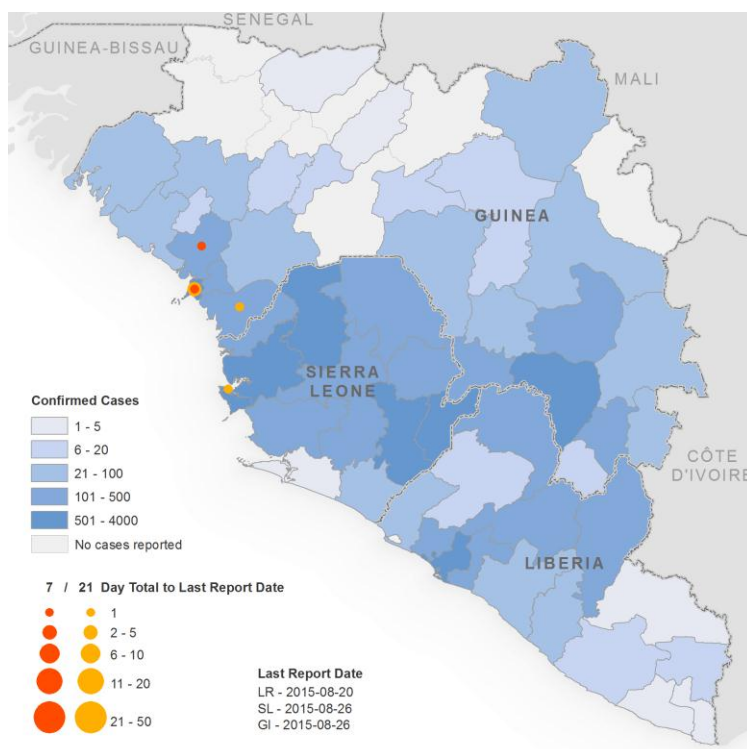 SENEGAL
GUINEA-BISSAU
MALI
GUINEA
SIERRA
LEONE
CÔTE
D'IVOIRE
LIBERIA
Confirmed Cases
1 - 5
6 - 20
21 - 100
101 - 500
501 - 4000
No cases reported
7 / 21 Day Total to Last Report Date
1
2 - 5
6 - 10
11 - 20
21 - 50
Last Report Date
LR - 2015-08-20
SL - 2015-08-26
GI - 2015-08-26